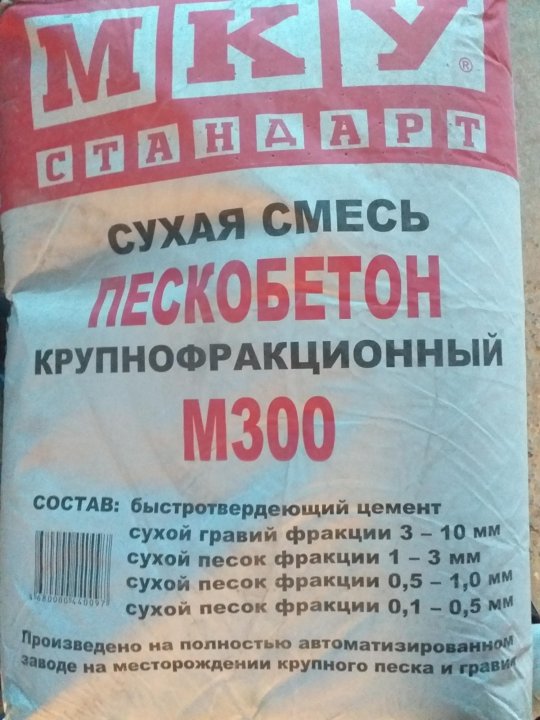 МКУ®
СТАНДАРТ
СУХАЯ СМЕСЬ
ПЕСКОБЕТОН
КРУПНОФРАКЦИОННЫЙ
М300
СОСТАВ: быстротвердеющий цемент
сухой гравий фракции 3 – 10 мм
сухой песок фракции 1 – 3 мм
сухой песок фракции 0,5 – 1,0 мм
сухой песок фракции 0,1 – 0,5 мм
Произведено на полностью автоматизированном
заводе на месторождении крупного песка и гравия